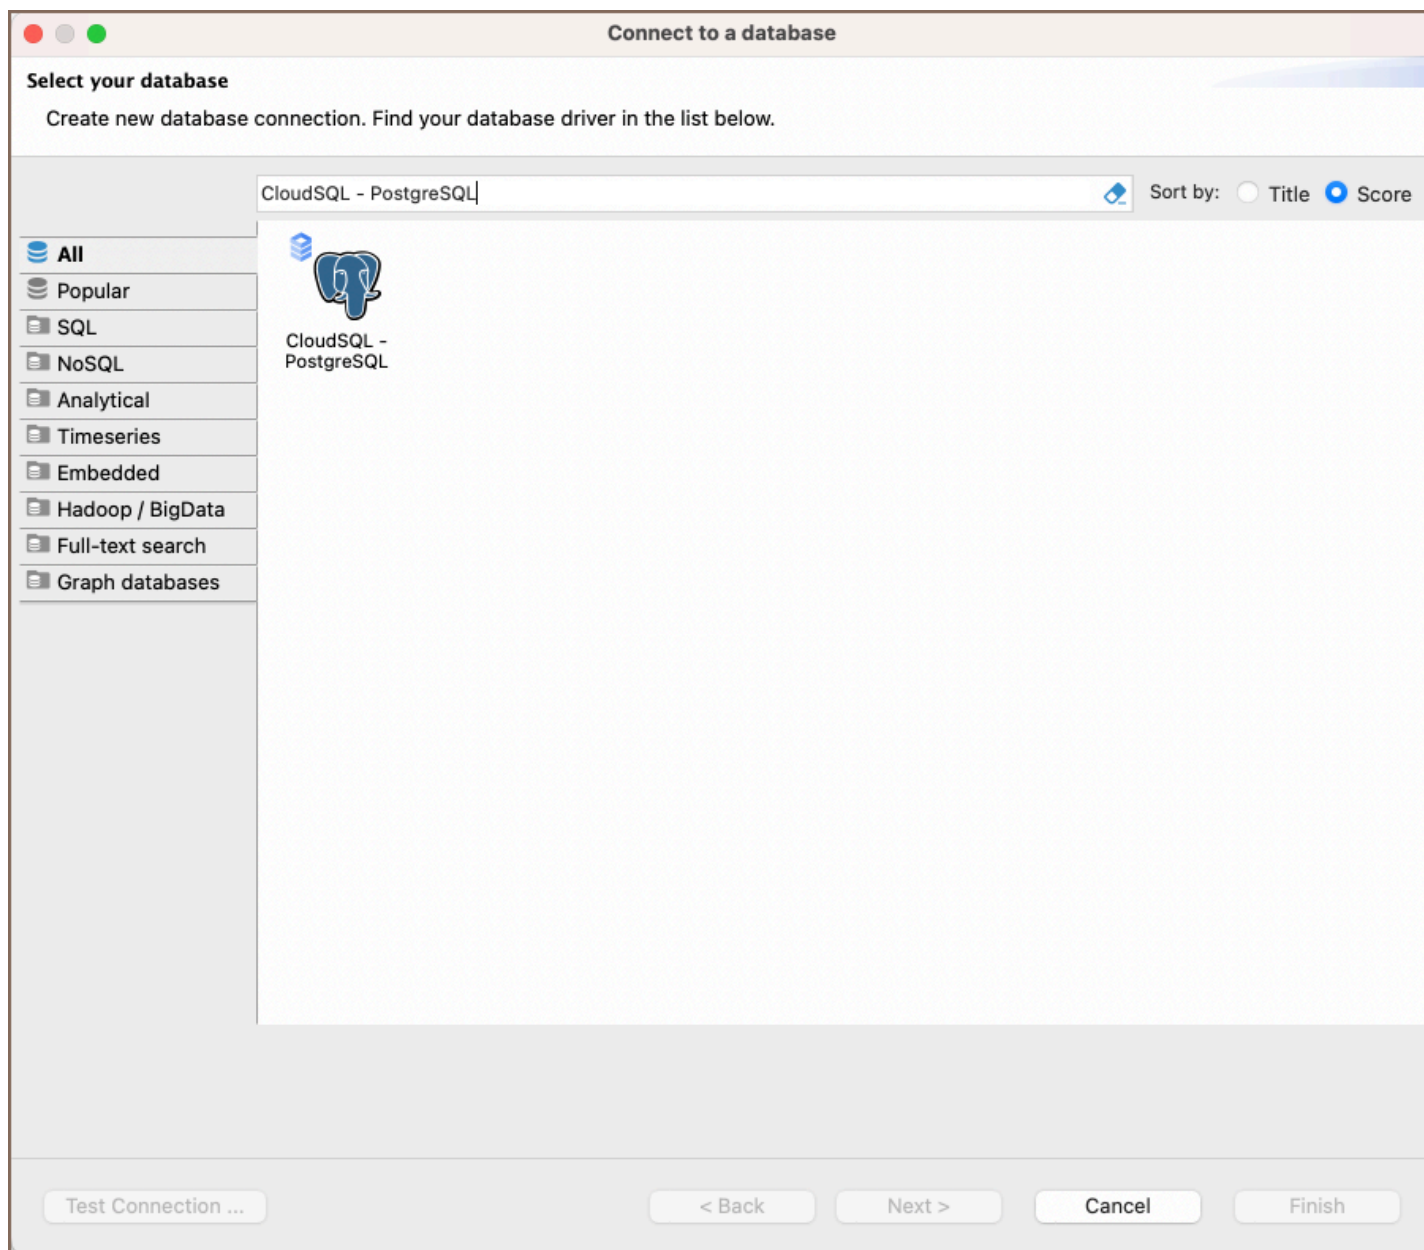 Connect to a database
Select your database
Create new database connection. Find your database driver in the list below.
CloudSQL - PostgreSQL
Sort by:
Title
Score
All
Popular
SQL
NoSQL
Analytical
Timeseries
Embedded
Hadoop / BigData
Full-text search
Graph databases
CloudSQL -
PostgreSQL
Test Connection ...
< Back
Next >
Cancel
Finish